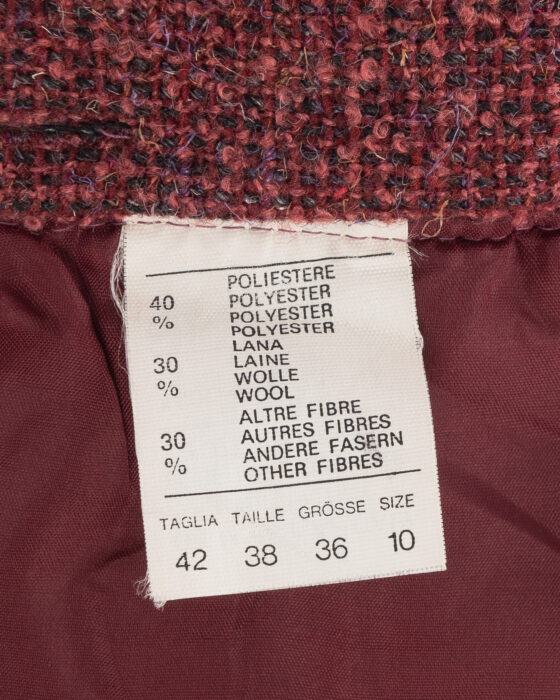 POLIESTERE
40 POLYESTER
% POLYESTER
POLYESTER
LANA
30 LAINE
% WOLLE
WOOL
ALTRE FIBRE
30 AUTRES FIBRES
% ANDERE FASERN
OTHER FIBRES
TAGLIA TAILLE GRÖSSE SIZE
42 38 36 10